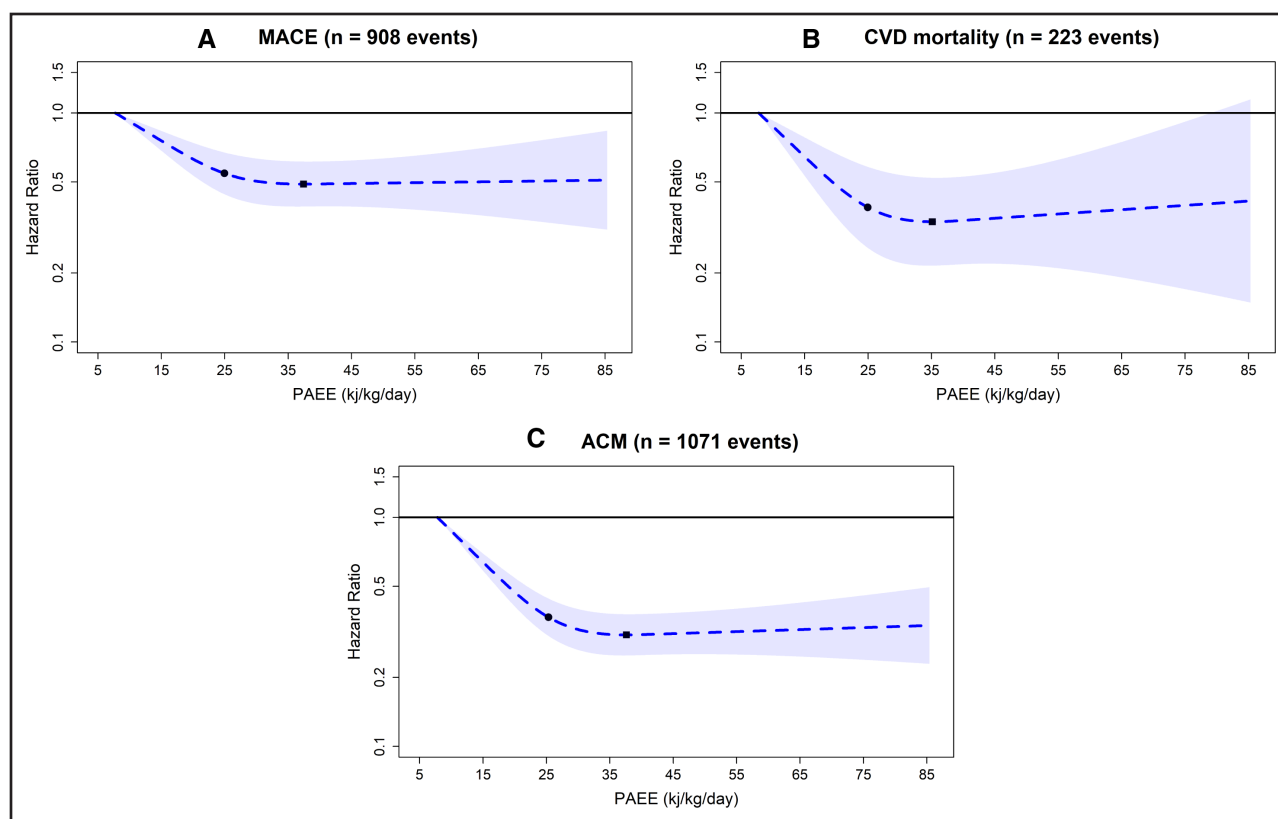 A MACE (n = 908 events)
1.5
1.0
0.5
0.2
0.1
Hazard Ratio
5 15 25 35 45 55 65 75 85
PAEE (kj/kg/day)
B CVD mortality (n = 223 events)
1.5
1.0
0.5
0.2
0.1
Hazard Ratio
5 15 25 35 45 55 65 75 85
PAEE (kj/kg/day)
C ACM (n = 1071 events)
1.5
1.0
0.5
0.2
0.1
Hazard Ratio
5 15 25 35 45 55 65 75 85
PAEE (kj/kg/day)